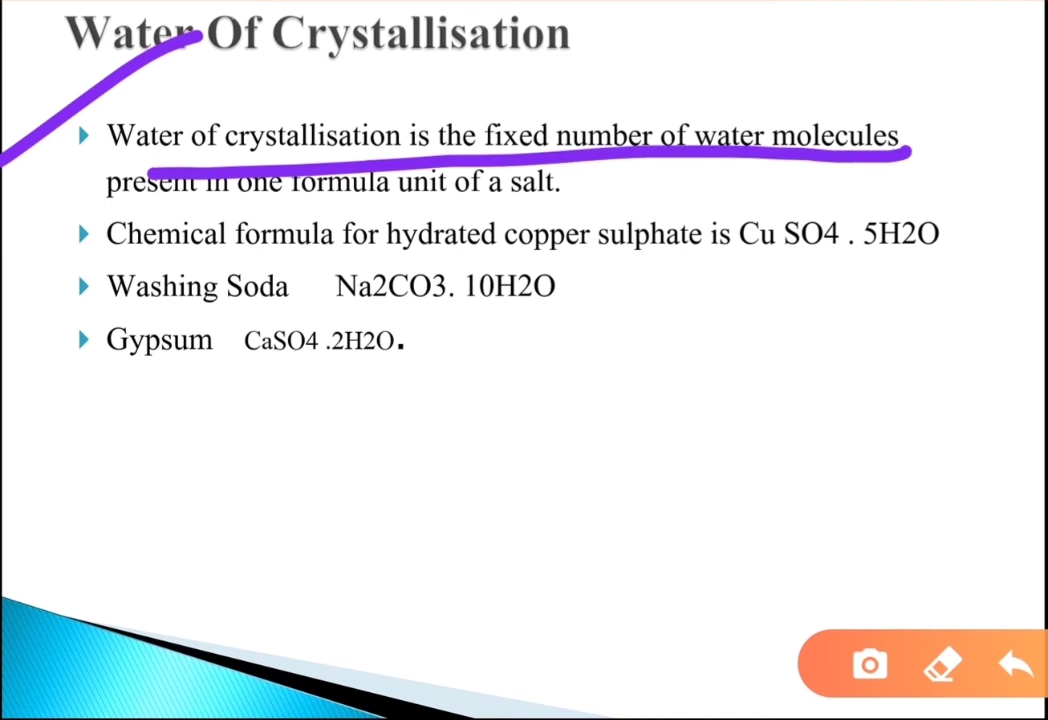 Water Of Crystallisation
Water of crystallisation is the fixed number of water molecules
present in one formula unit of a salt.
Chemical formula for hydrated copper sulphate is Cu SO4 . 5H2O
Washing Soda Na2CO3. 10H2O
Gypsum CaSO4 .2H2O.